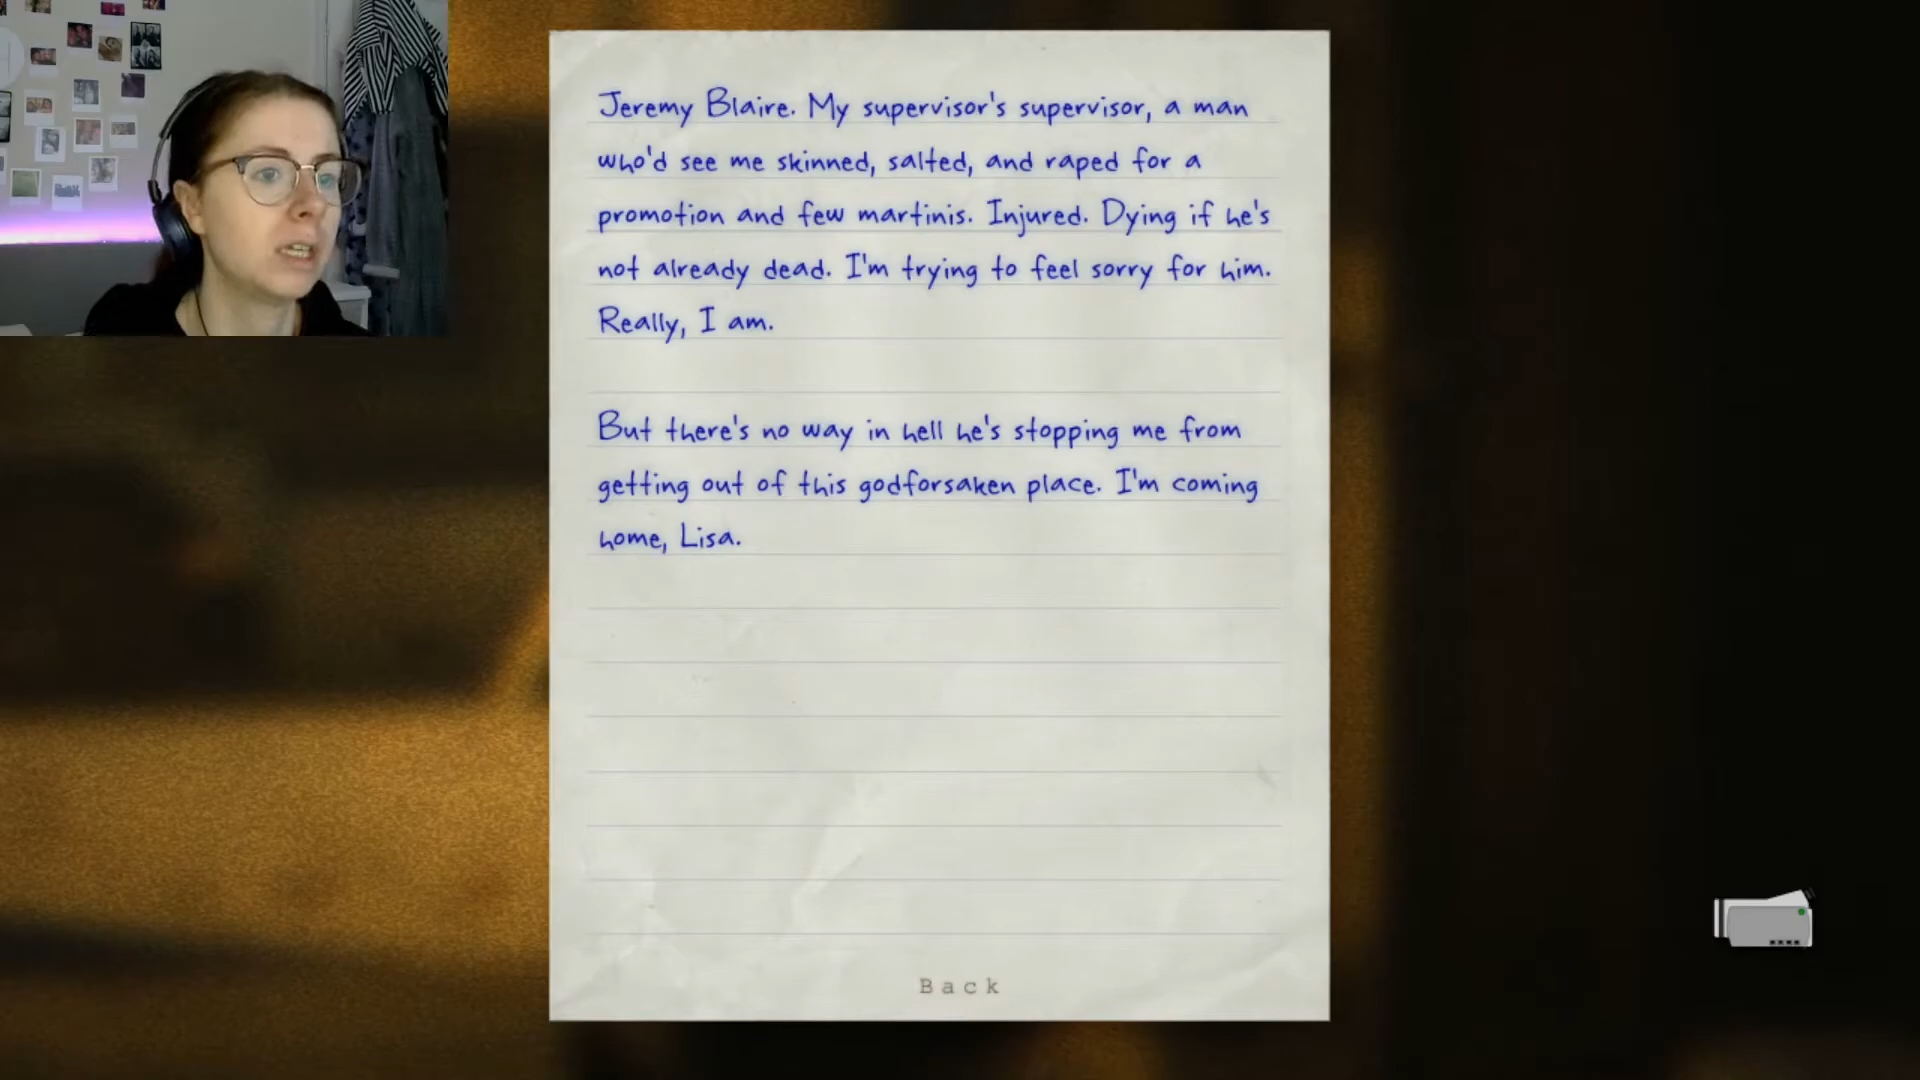 Jeremy Blaire. My supervisor's supervisor, a man
who'd see me skinned, salted, and raped for a
promotion and few martinis. Injured. Dying if he's
not already dead. I'm trying to feel sorry for him.
Really, I am.
But there's no way in hell he's stopping me from
getting out of this godforsaken place. I'm coming
home, Lisa.
Back